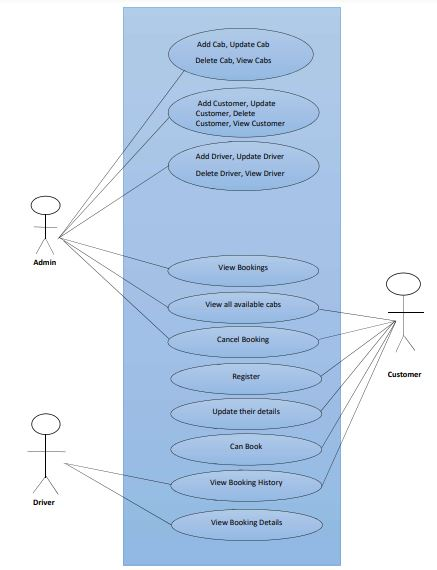 Add Cab, Update Cab
Delete Cab, View Cabs
Add Customer, Update
Customer, Delete
Customer, View Customer
Add Driver, Update Driver
Delete Driver, View Driver
Admin
View Bookings
View all available cabs
Cancel Booking
Register
Customer
Update their details
Can Book
View Booking History
Driver
View Booking Details